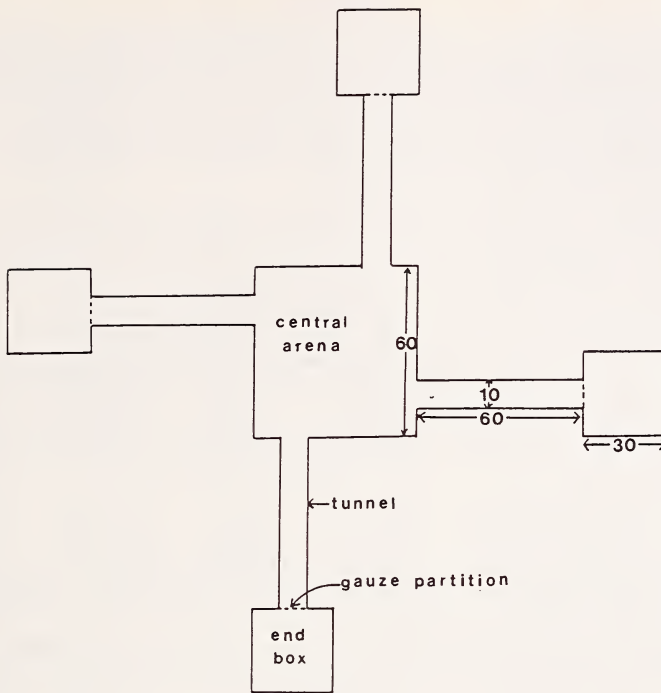 central
arena
60
10
60
30
tunnel
gauze partition
end
box